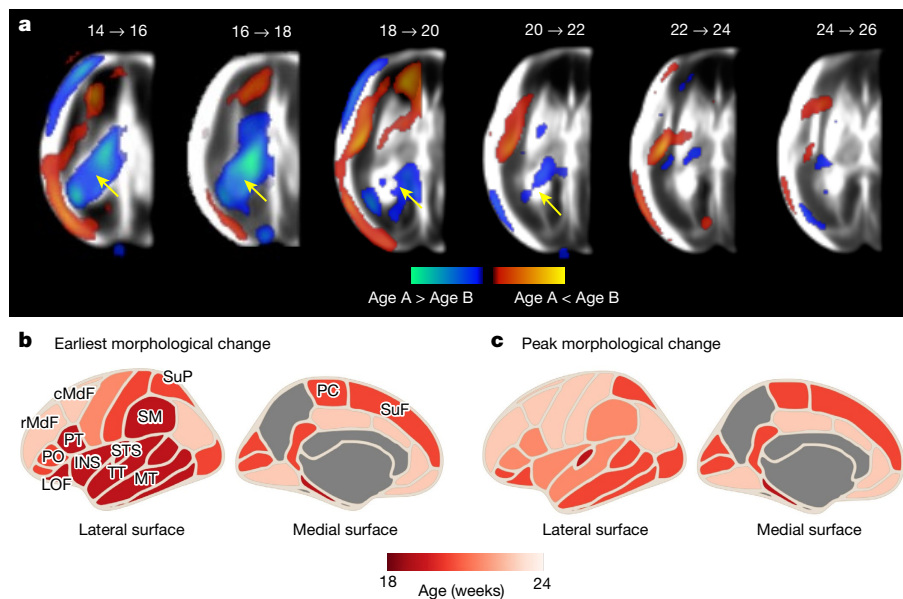 a
14 → 16
16 → 18
18 → 20
20 → 22
22 → 24
24 → 26
Age A > Age B
Age A < Age B
b Earliest morphological change
c Peak morphological change
SuP
cMdF
rMdF
SM
PT
STS
PO
INS
TT
MT
LOF
PC
SuF
Lateral surface
Medial surface
Lateral surface
Medial surface
18
24
Age (weeks)